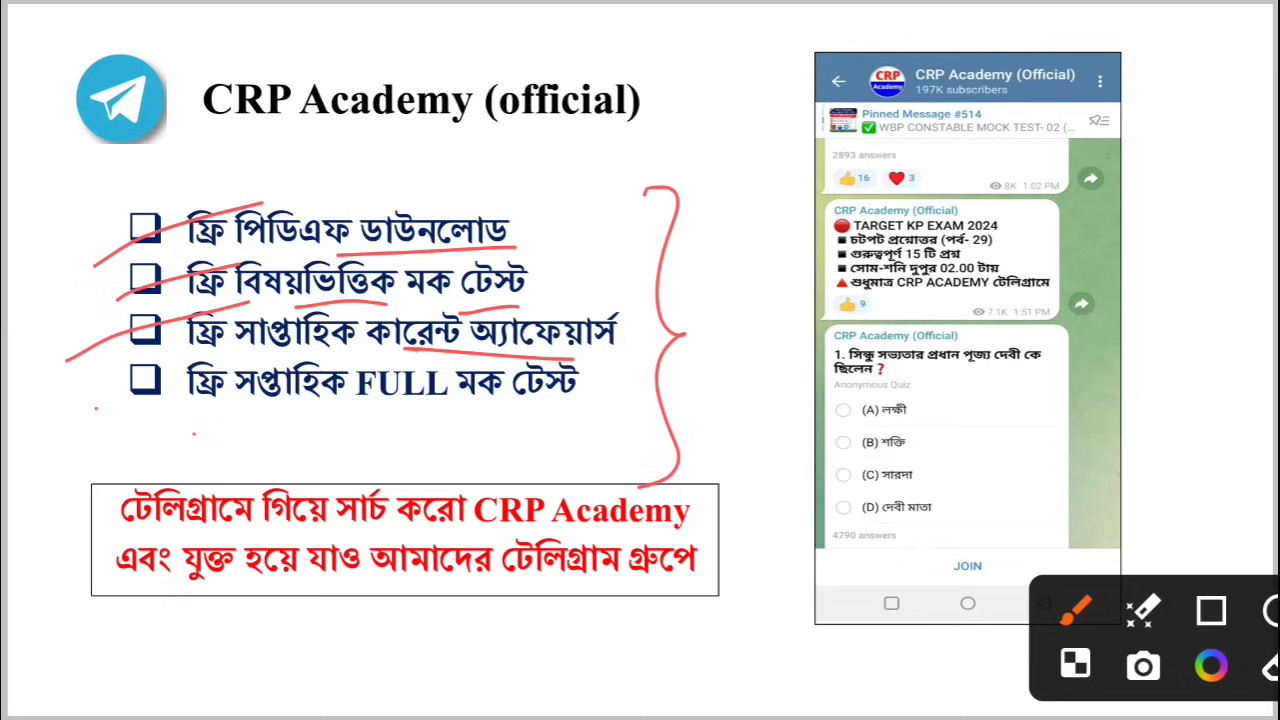 CRP Academy (official)
ফ্রি পিডিএফ ডাউনলোড
ফ্রি বিষয়ভিত্তিক মক টেস্ট
ফ্রি সাপ্তাহিক কারেন্ট অ্যাফেয়ার্স
ফ্রি সপ্তাহিক FULL মক টেস্ট
টেলিগ্রামে গিয়ে সার্চ করো CRP Academy
এবং যুক্ত হয়ে যাও আমাদের টেলিগ্রাম গ্রুপে
CRP
Academy
CRP Academy (Official)
197K subscribers
Pinned Message #514
✅ WBP CONSTABLE MOCK TEST- 02 (...
2893 answers
👍 16 ❤ 3
8K 1:02 PM
CRP Academy (Official)
🔴 TARGET KP EXAM 2024
◾চটপট প্রশ্নোত্তর (পর্ব- 29)
◾গুরুত্বপূর্ণ 15 টি প্রশ্ন
◾সোম-শনি দুপুর 02.00 টায়
🔺শুধুমাত্র CRP ACADEMY টেলিগ্রামে
👍 9
7.1K 1:51 PM
CRP Academy (Official)
1. সিন্ধু সভ্যতার প্রধান পূজ্য দেবী কে
ছিলেন ❓
Anonymous Quiz
(A) লক্ষী
(B) শক্তি
(C) সারদা
(D) দেবী মাতা
4790 answers
JOIN